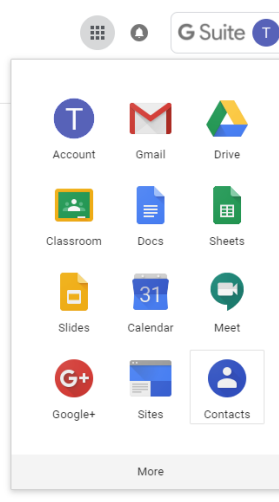 G Suite T
T
Account Gmail Drive
Classroom Docs Sheets
31
Slides Calendar Meet
G+
Google+ Sites Contacts
More